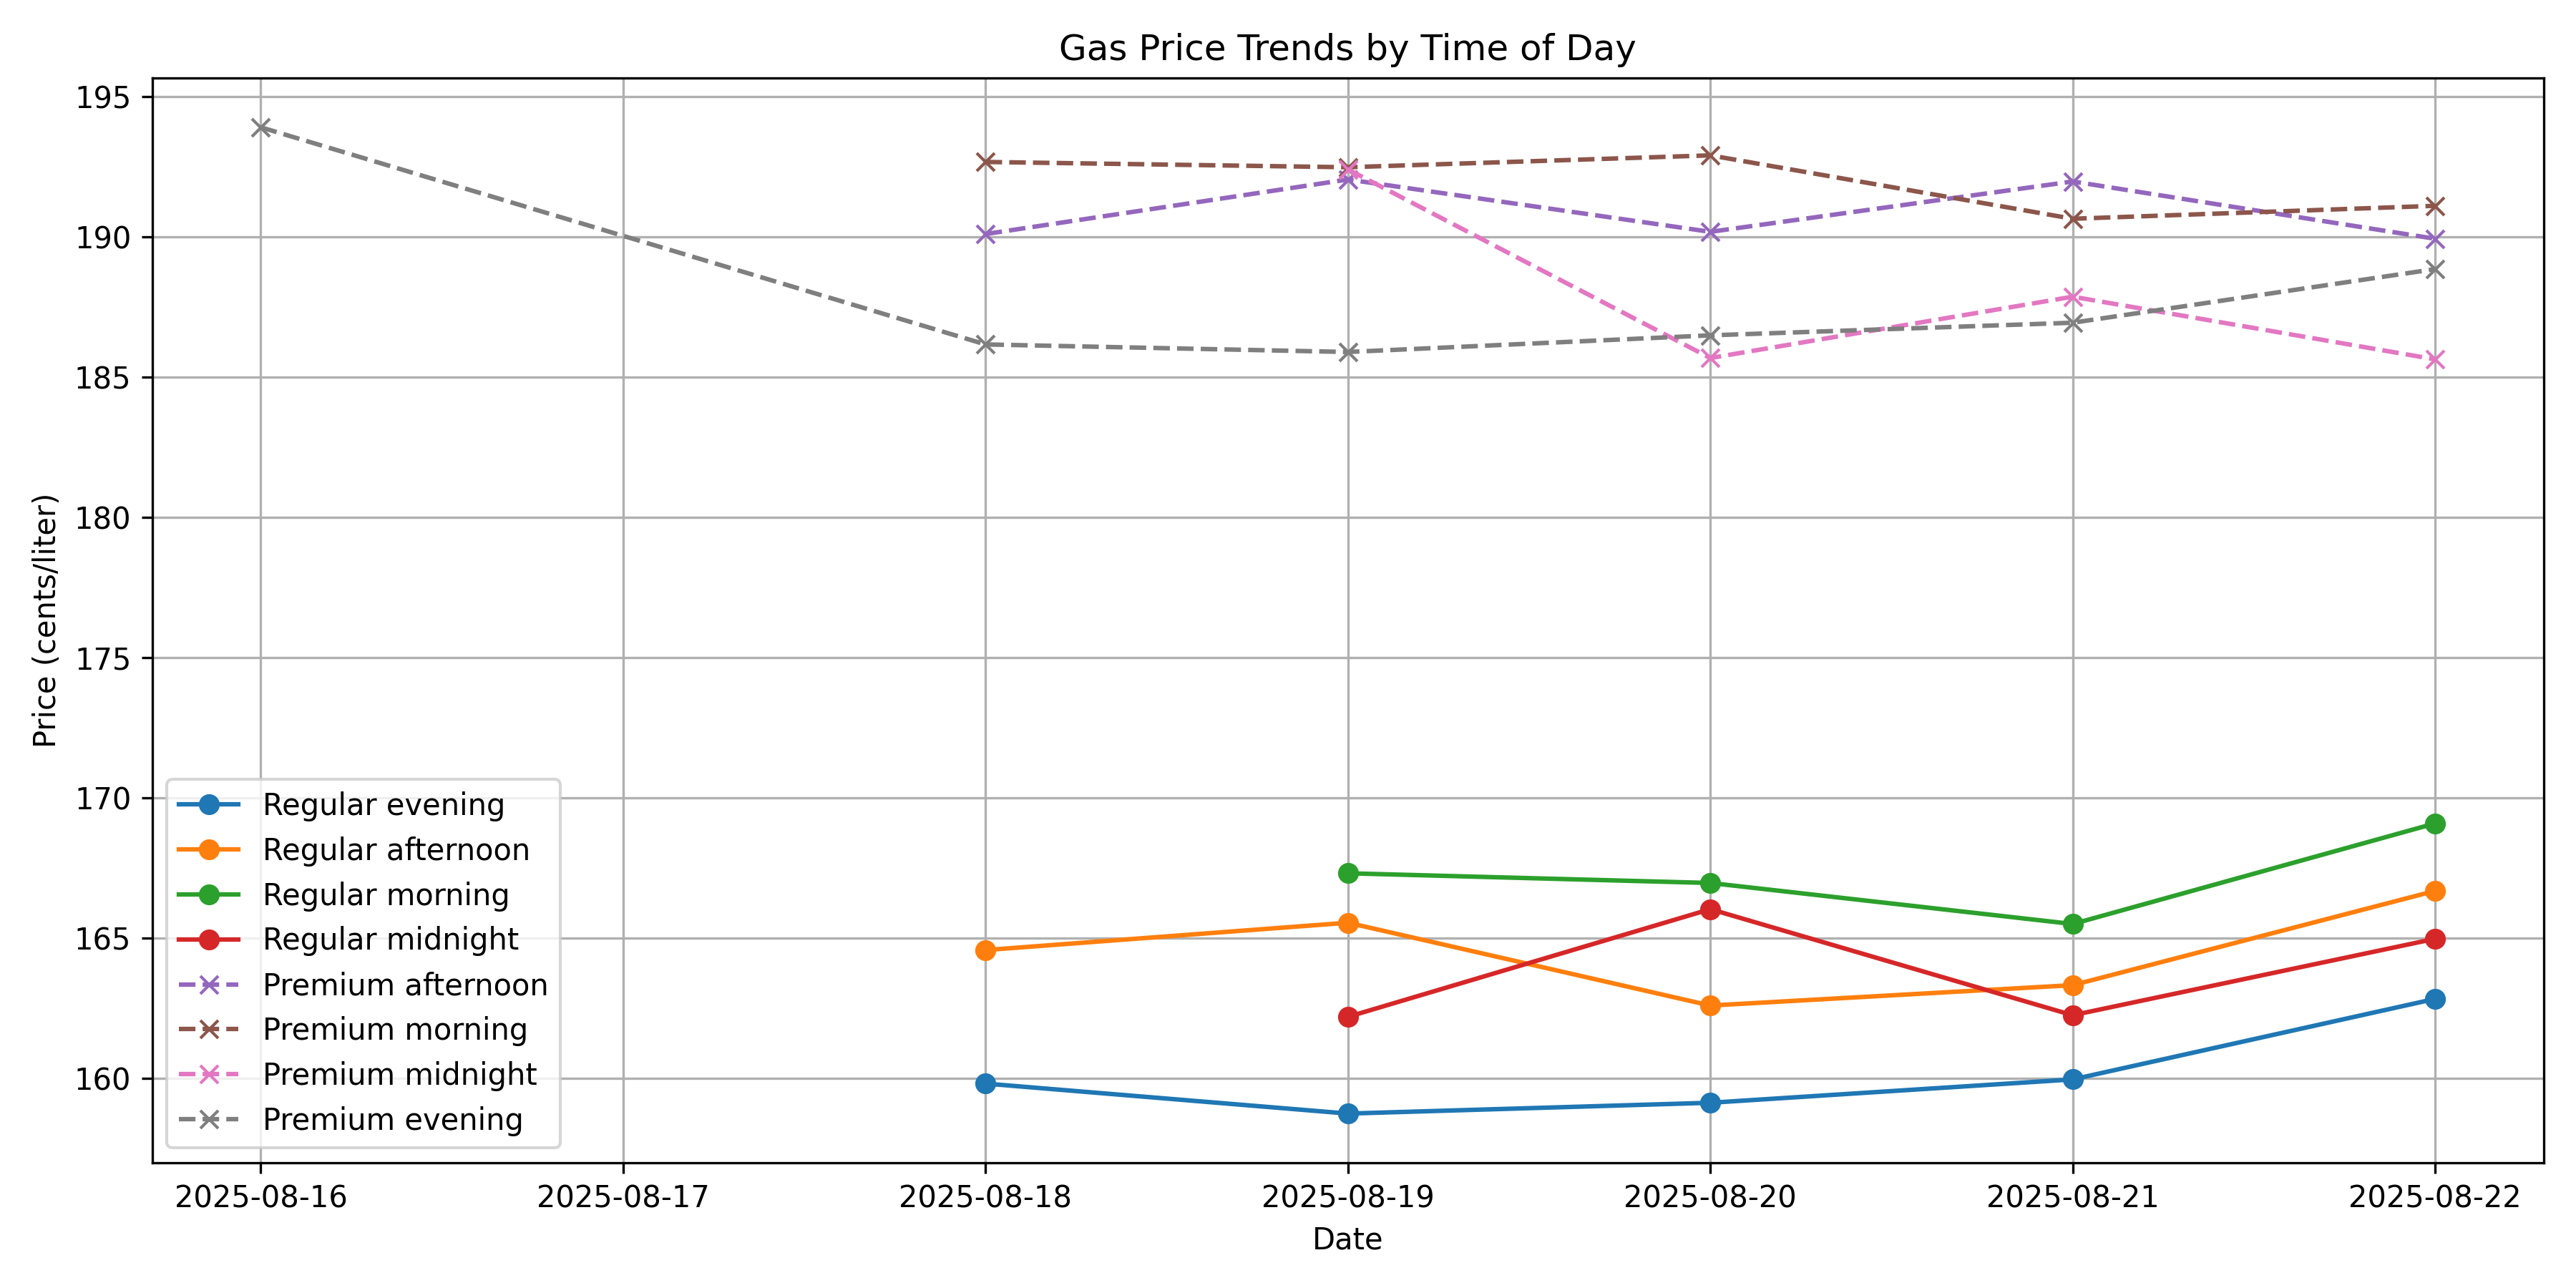 Gas Price Trends by Time of Day
Price (cents/liter)
195
190
185
180
175
170
165
160
Regular evening
Regular afternoon
Regular morning
Regular midnight
Premium afternoon
Premium morning
Premium midnight
Premium evening
2025-08-16 2025-08-17 2025-08-18 2025-08-19 2025-08-20 2025-08-21 2025-08-22
Date